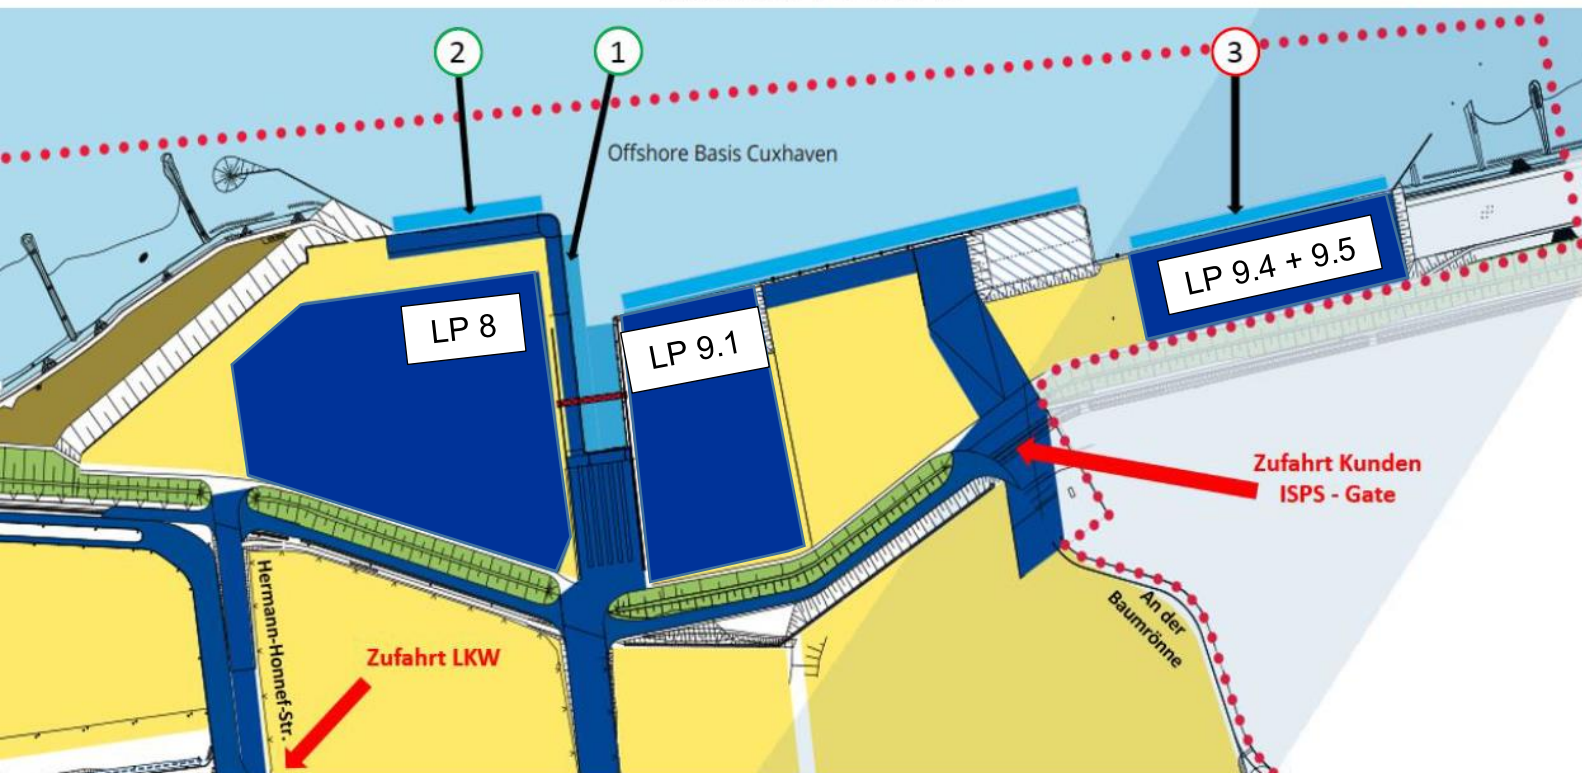 2
1
3
Offshore Basis Cuxhaven
LP 9.4 + 9.5
LP 8
LP 9.1
Zufahrt Kunden
ISPS - Gate
Hermann-Honnef-Str.
An der
Baumrönne
Zufahrt LKW